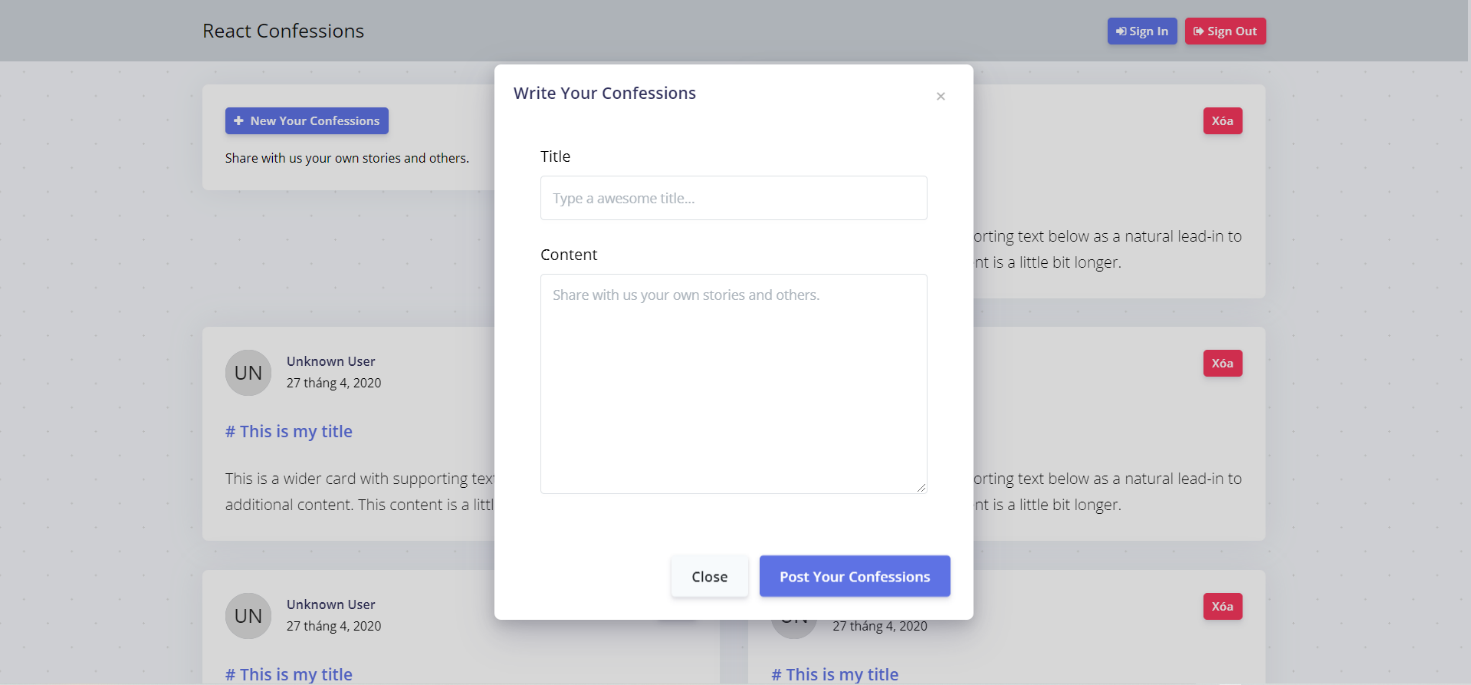 React Confessions
Sign In
Sign Out
Write Your Confessions
×
New Your Confessions
Share with us your own stories and others.
Xóa
Title
Type a awesome title...
orting text below as a natural lead-in to
nt is a little bit longer.
Content
Share with us your own stories and others.
UN
Unknown User
27 tháng 4, 2020
Xóa
# This is my title
This is a wider card with supporting tex
additional content. This content is a littl
orting text below as a natural lead-in to
nt is a little bit longer.
Close
Post Your Confessions
UN
Unknown User
27 tháng 4, 2020
# This is my title
UN
27 tháng 4, 2020
Xóa
# This is my title